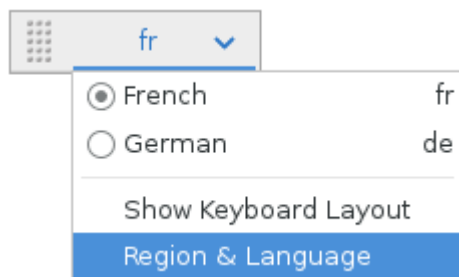 fr
French fr
German de
Show Keyboard Layout
Region & Language